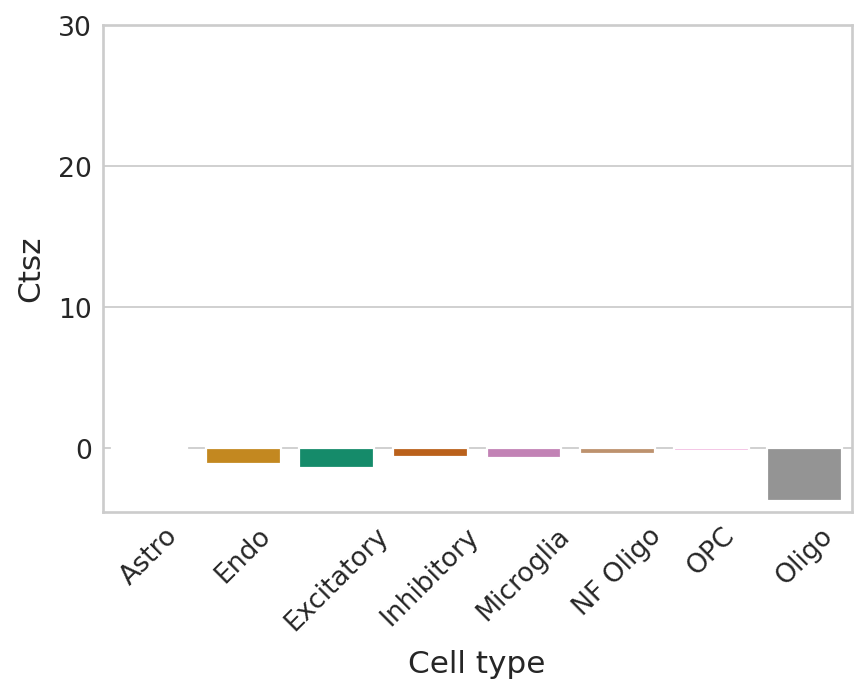 30
20
10
0
Ctsz
Astro
Endo
Excitatory
Inhibitory
Microglia
NF Oligo
OPC
Oligo
Cell type